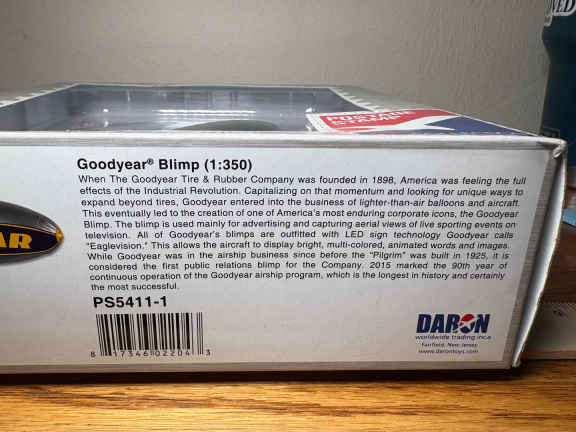 POSTAGE
STAMP
Goodyear® Blimp (1:350)
When The Goodyear Tire & Rubber Company was founded in 1898, America was feeling the full
effects of the Industrial Revolution. Capitalizing on that momentum and looking for unique ways to
expand beyond tires, Goodyear entered into the business of lighter-than-air balloons and aircraft.
This eventually led to the creation of one of America's most enduring corporate icons, the Goodyear
Blimp. The blimp is used mainly for advertising and capturing aerial views of live sporting events on
television. All of Goodyear's blimps are outfitted with LED sign technology Goodyear calls
"Eaglevision." This allows the aircraft to display bright, multi-colored, animated words and images.
While Goodyear was in the airship business since before the "Pilgrim" was built in 1925, it is
considered the first public relations blimp for the Company. 2015 marked the 90th year of
continuous operation of the Goodyear airship program, which is the longest in history and certainly
the most successful.
PS5411-1
8 17346 02204 3
AR
DARON
worldwide trading inc.
Fairfield, New Jersey
www.darontoys.com